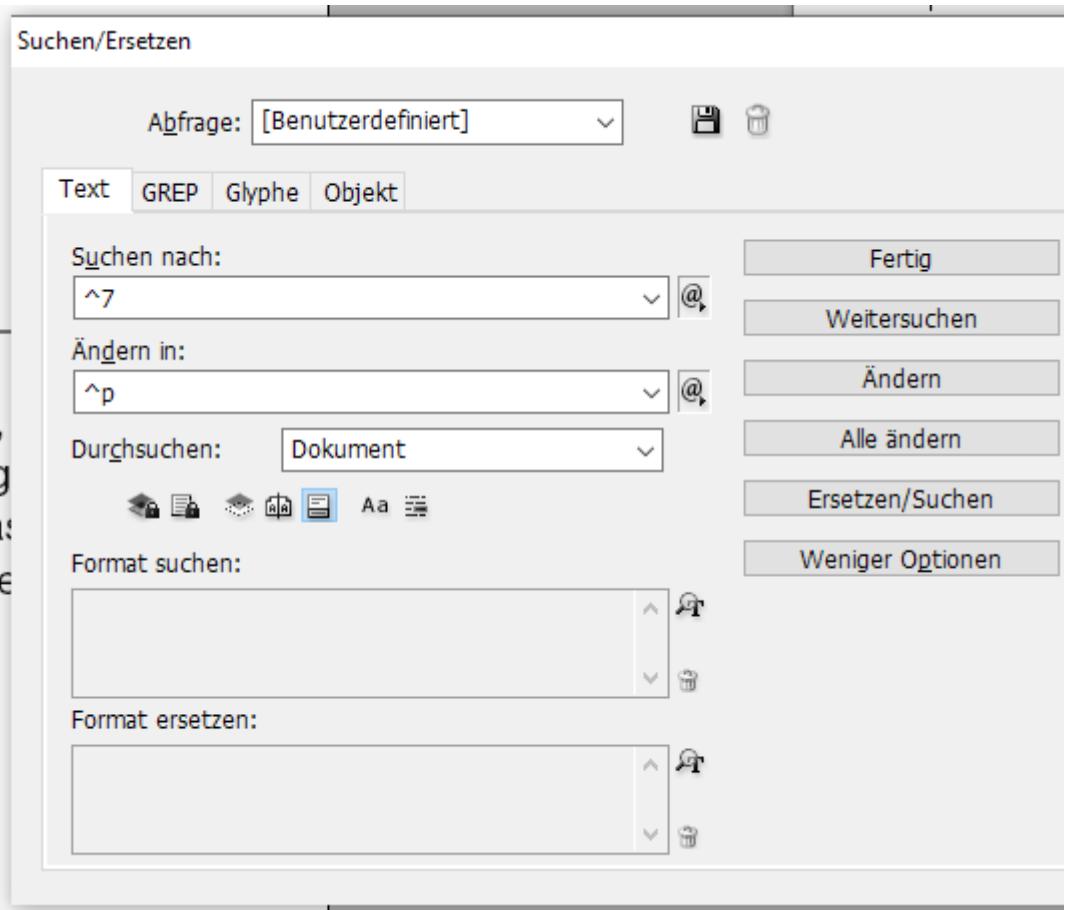 Suchen/Ersetzen
Abfrage: [Benutzerdefiniert]
Text GREP Glyphe Objekt
Suchen nach:
^7
Ändern in:
^p
Durchsuchen: Dokument
Aa
Format suchen:
Format ersetzen:
Fertig
Weitersuchen
Ändern
Alle ändern
Ersetzen/Suchen
Weniger Optionen